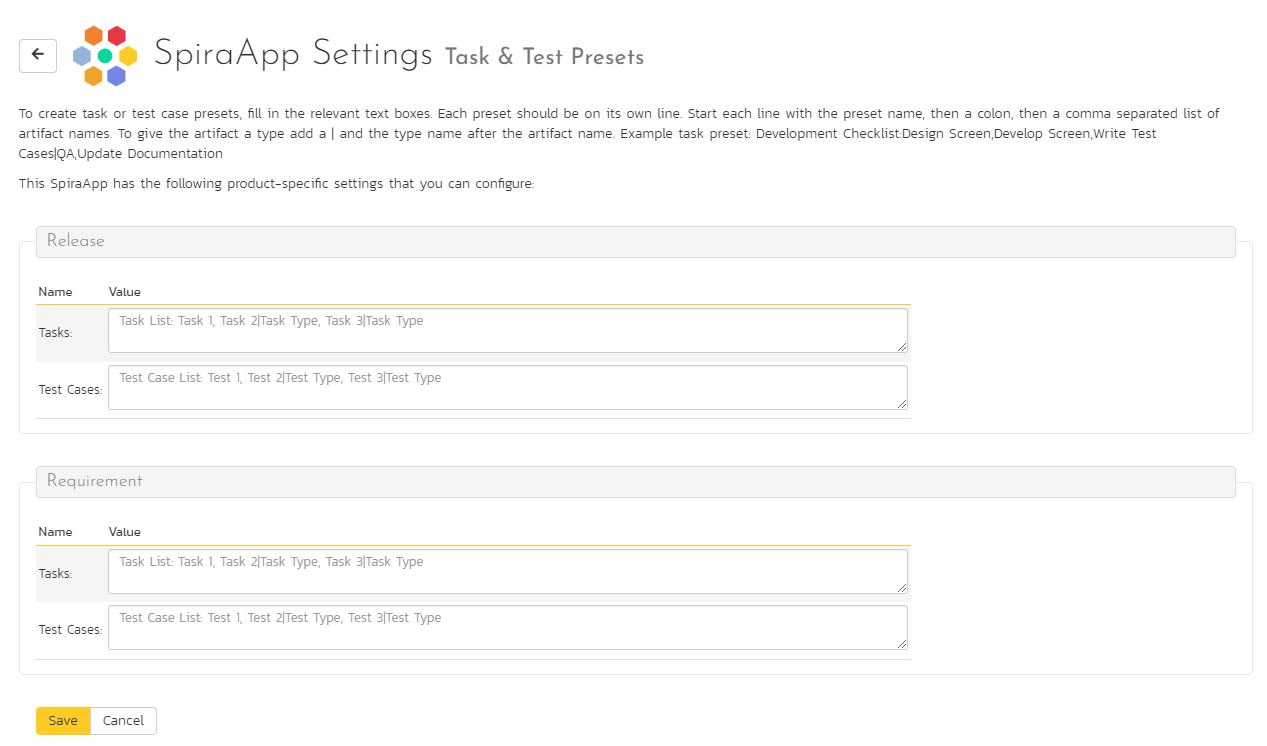 SpiraApp Settings Task & Test Presets
To create task or test case presets, fill in the relevant text boxes. Each preset should be on its own line. Start each line with the preset name, then a colon, then a comma separated list of
artifact names. To give the artifact a type add a | and the type name after the artifact name. Example task preset: Development Checklist:Design Screen,Develop Screen,Write Test
Cases|QA,Update Documentation
This SpiraApp has the following product-specific settings that you can configure:
Release
Name Value
Tasks: Task List: Task 1, Task 2|Task Type, Task 3|Task Type
Test Cases: Test Case List: Test 1, Test 2|Test Type, Test 3|Test Type
Requirement
Name Value
Tasks: Task List: Task 1, Task 2|Task Type, Task 3|Task Type
Test Cases: Test Case List: Test 1, Test 2|Test Type, Test 3|Test Type
Save Cancel